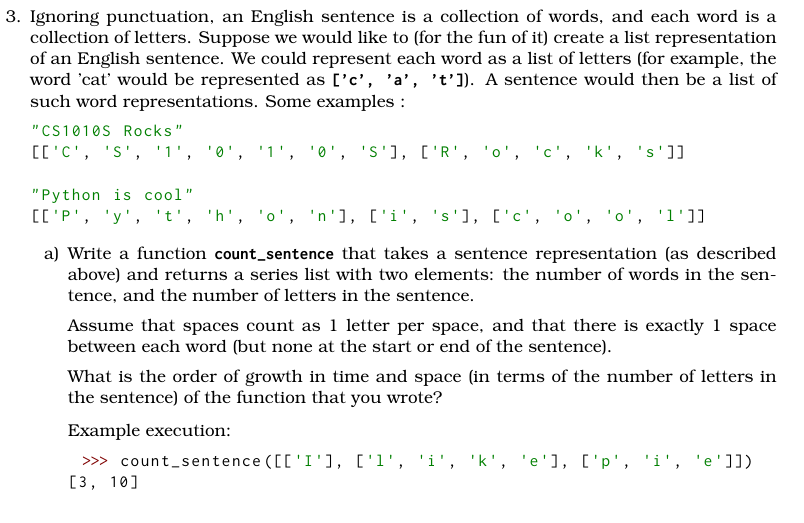 3. Ignoring punctuation, an English sentence is a collection of words, and each word is a
collection of letters. Suppose we would like to (for the fun of it) create a list representation
of an English sentence. We could represent each word as a list of letters (for example, the
word 'cat' would be represented as ['c', 'a', 't']). A sentence would then be a list of
such word representations. Some examples :
"CS1010S Rocks"
[['C', 'S', '1', '0', '1', '0', 'S'], ['R', 'o', 'c', 'k', 's']]
"Python is cool"
[['P', 'y', 't', 'h', 'o', 'n'], ['i', 's'], ['c', 'o', 'o', 'l']]
a) Write a function count_sentence that takes a sentence representation (as described
above) and returns a series list with two elements: the number of words in the sen-
tence, and the number of letters in the sentence.
Assume that spaces count as 1 letter per space, and that there is exactly 1 space
between each word (but none at the start or end of the sentence).
What is the order of growth in time and space (in terms of the number of letters in
the sentence) of the function that you wrote?
Example execution:
>>> count_sentence([['I'], ['l', 'i', 'k', 'e'], ['p', 'i', 'e']])
[3, 10]